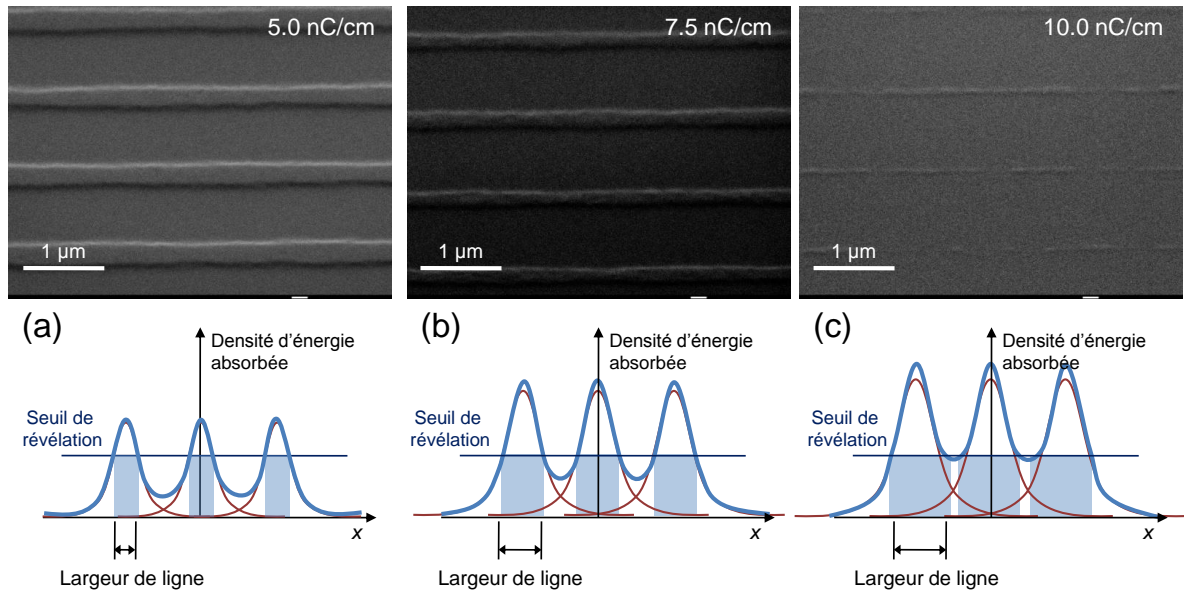 5.0 nC/cm
1 µm
7.5 nC/cm
1 µm
10.0 nC/cm
1 µm
(a)
Densité d'énergie
absorbée
Seuil de
révélation
x
Largeur de ligne
(b)
Densité d'énergie
absorbée
Seuil de
révélation
x
Largeur de ligne
(c)
Densité d'énergie
absorbée
Seuil de
révélation
x
Largeur de ligne